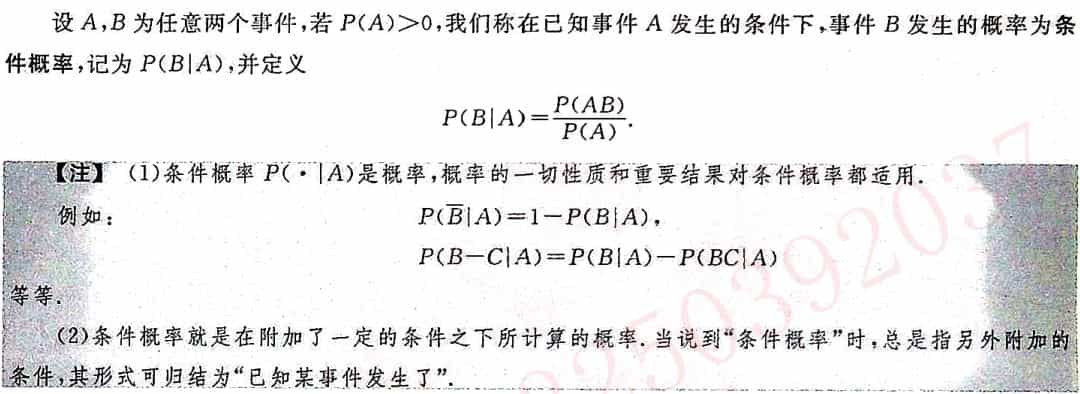 设 A,B 为任意两个事件,若 P(A)>0,我们称在已知事件 A 发生的条件下,事件 B 发生的概率为条
件概率,记为 P(B|A),并定义
P(B|A)=\frac{P(AB)}{P(A)}.
【注】 (1)条件概率 P(·|A)是概率,概率的一切性质和重要结果对条件概率都适用.
例如: P(\overline{B}|A)=1-P(B|A),
P(B-C|A)=P(B|A)-P(BC|A)
等等.
(2)条件概率就是在附加了一定的条件之下所计算的概率.当说到“条件概率”时,总是指另外附加的
条件,其形式可归结为“已知某事件发生了”.